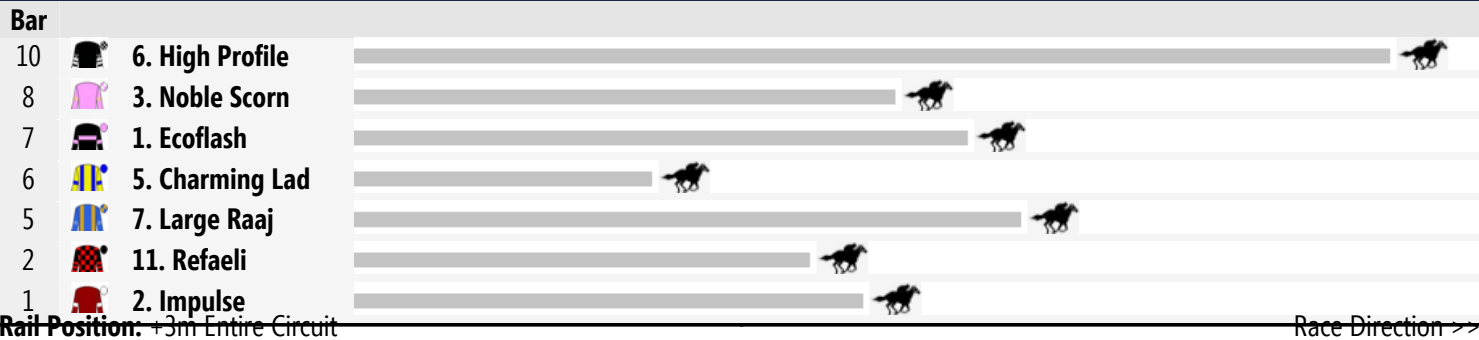 Bar
10 6. High Profile
8 3. Noble Scorn
7 1. Ecoflash
6 5. Charming Lad
5 7. Large Raaj
2 11. Refaeli
1 2. Impulse
Rail Position: +3m Entire Circuit Race Direction >>